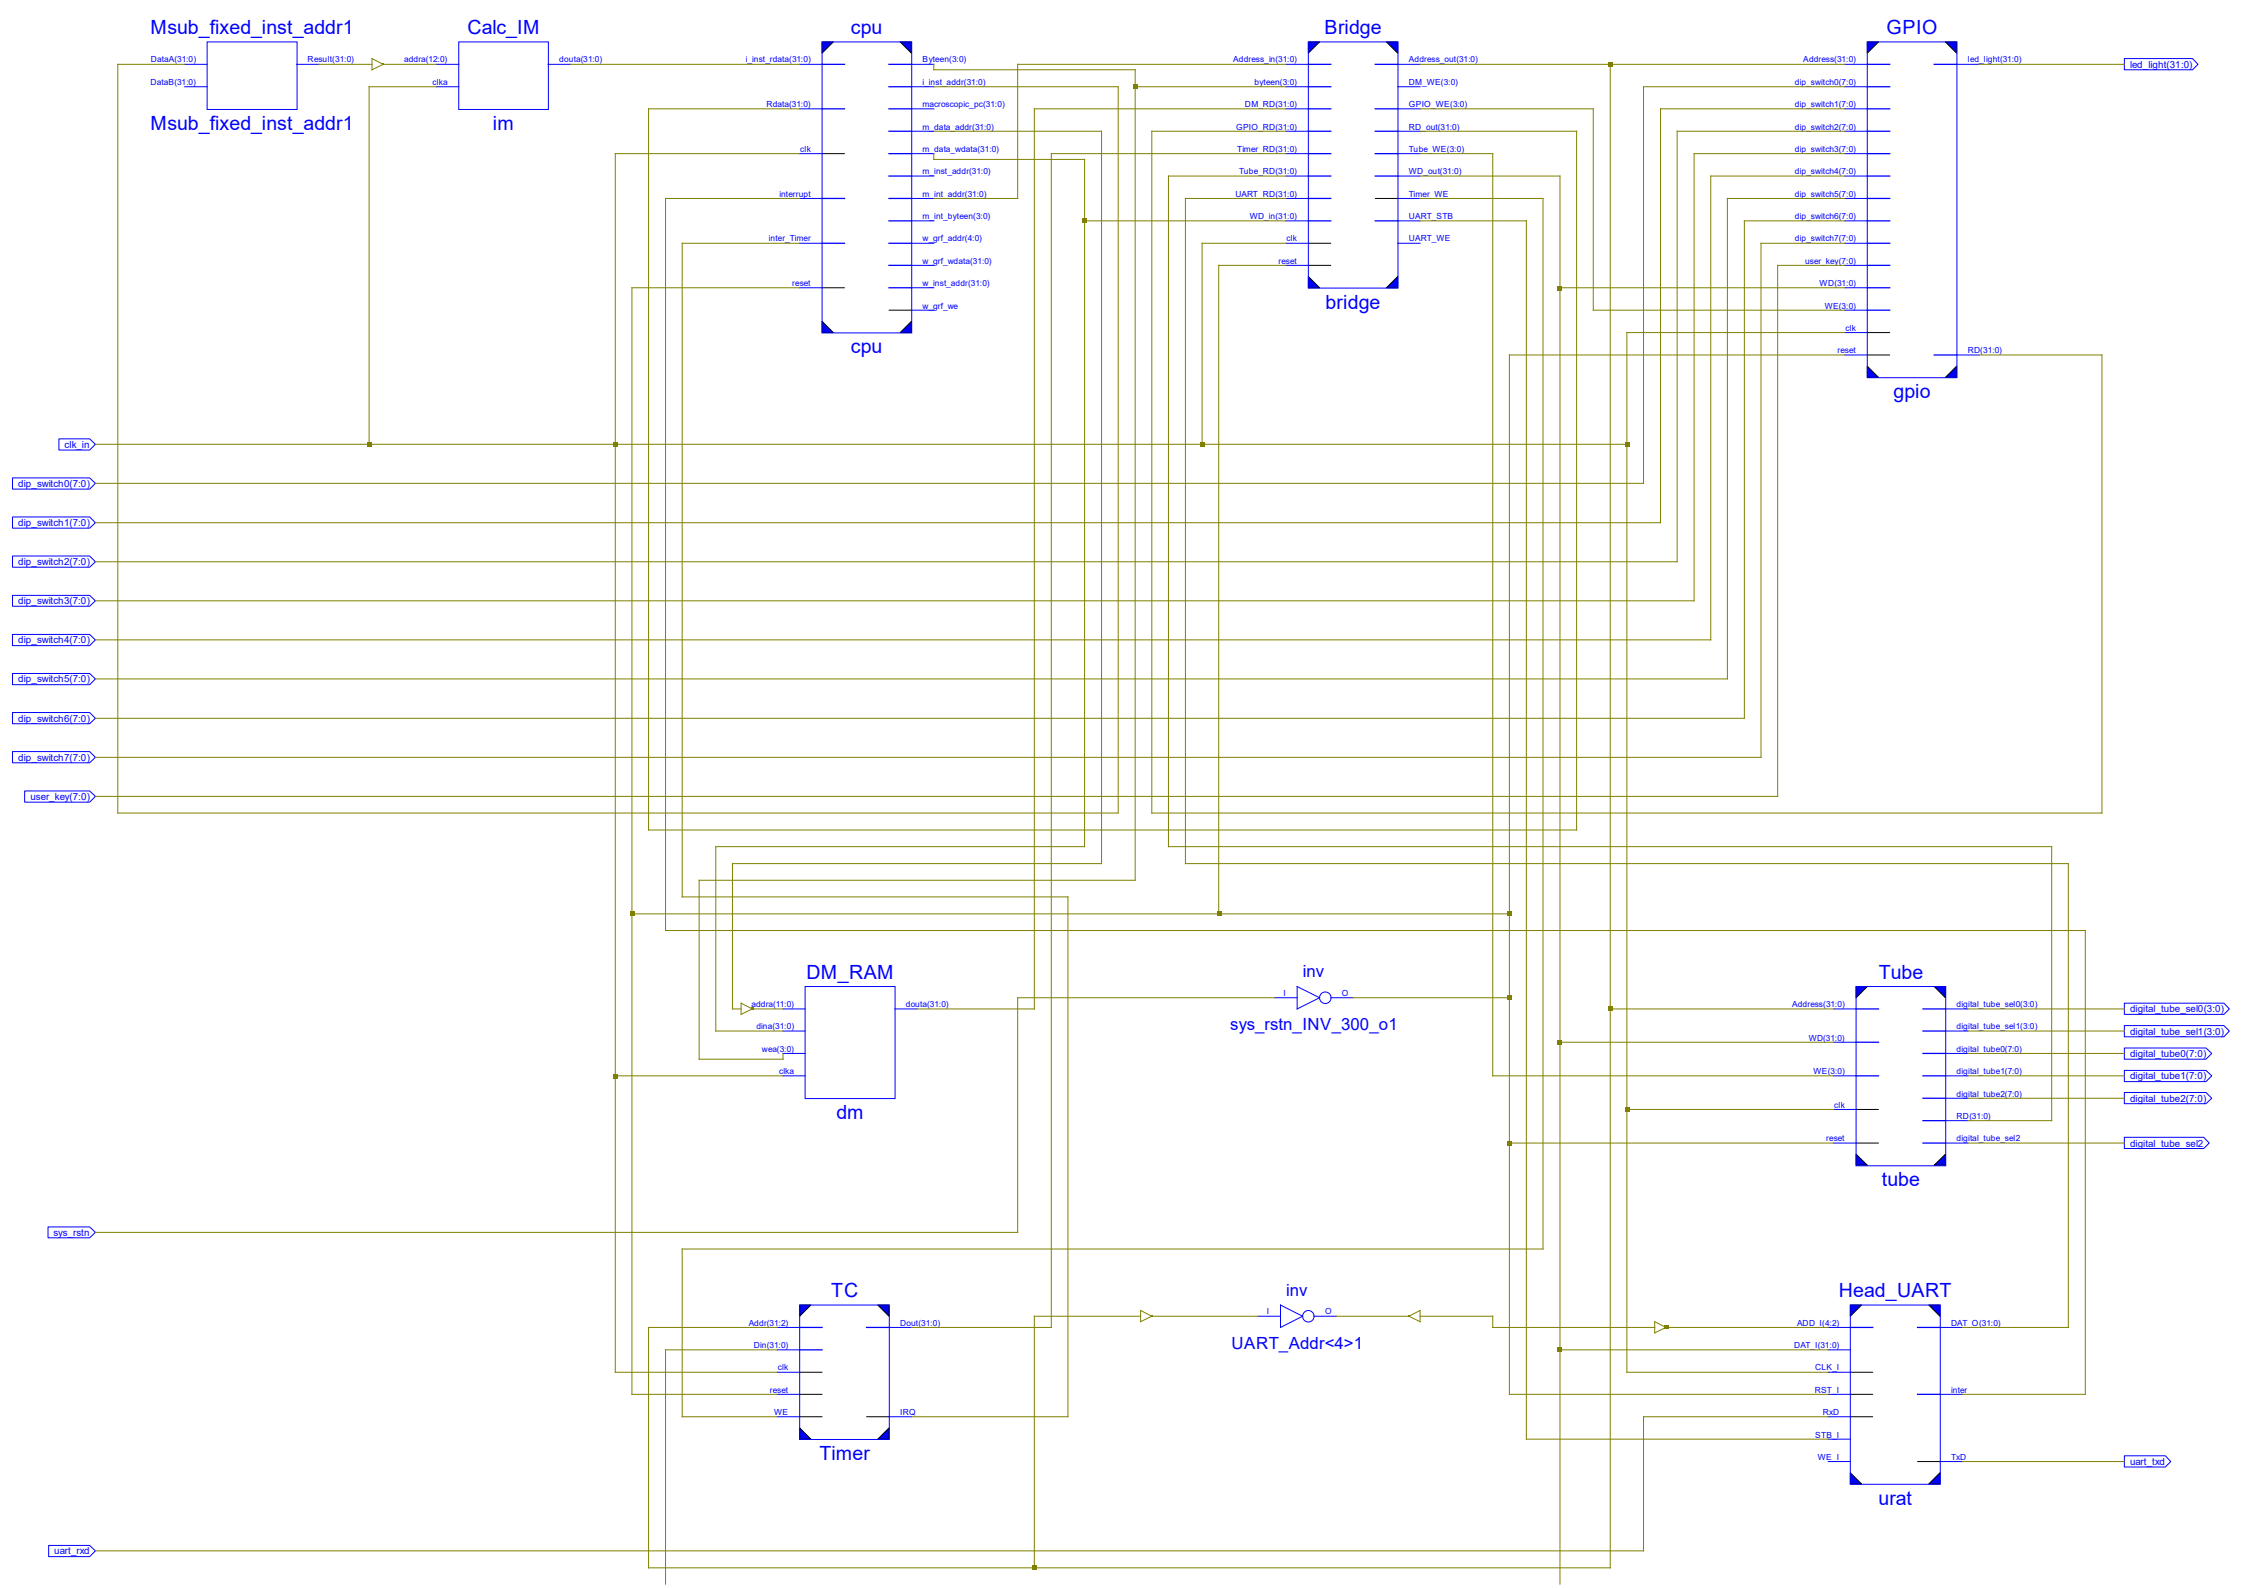 Msub_fixed_inst_addr1
DataA(31:0)
DataB(31:0)
Result(31:0)
Msub_fixed_inst_addr1
Calc_IM
addra(12:0)
clka
douta(31:0)
im
cpu
i_inst_rdata(31:0)
Rdata(31:0)
clk
interrupt
inter_Timer
reset
Byteen(3:0)
i_inst_addr(31:0)
macroscopic_pc(31:0)
m_data_addr(31:0)
m_data_wdata(31:0)
m_inst_addr(31:0)
m_int_addr(31:0)
m_int_byteen(3:0)
w_grf_addr(4:0)
w_grf_wdata(31:0)
w_inst_addr(31:0)
w_grf_we
cpu
Bridge
Address_in(31:0)
byteen(3:0)
DM_RD(31:0)
GPIO_RD(31:0)
Timer_RD(31:0)
Tube_RD(31:0)
UART_RD(31:0)
WD_in(31:0)
clk
reset
Address_out(31:0)
DM_WE(3:0)
GPIO_WE(3:0)
RD_out(31:0)
Tube_WE(3:0)
WD_out(31:0)
Timer_WE
UART_STB
UART_WE
bridge
GPIO
Address(31:0)
dip_switch0(7:0)
dip_switch1(7:0)
dip_switch2(7:0)
dip_switch3(7:0)
dip_switch4(7:0)
dip_switch5(7:0)
dip_switch6(7:0)
dip_switch7(7:0)
user_key(7:0)
WD(31:0)
WE(3:0)
clk
reset
led_light(31:0)
RD(31:0)
gpio
led_light(31:0)
clk_in
dip_switch0(7:0)
dip_switch1(7:0)
dip_switch2(7:0)
dip_switch3(7:0)
dip_switch4(7:0)
dip_switch5(7:0)
dip_switch6(7:0)
dip_switch7(7:0)
user_key(7:0)
DM_RAM
addra(11:0)
dina(31:0)
wea(3:0)
clka
douta(31:0)
dm
inv
I
O
sys_rstn_INV_300_o1
Tube
Address(31:0)
WD(31:0)
WE(3:0)
clk
reset
digital_tube_sel0(3:0)
digital_tube_sel1(3:0)
digital_tube0(7:0)
digital_tube1(7:0)
digital_tube2(7:0)
RD(31:0)
digital_tube_sel2
tube
digital_tube_sel0(3:0)
digital_tube_sel1(3:0)
digital_tube0(7:0)
digital_tube1(7:0)
digital_tube2(7:0)
digital_tube_sel2
sys_rstn
TC
Addr(31:2)
Din(31:0)
clk
reset
WE
Dout(31:0)
IRQ
Timer
inv
I
O
UART_Addr<4>1
Head_UART
ADD_I(4:2)
DAT_I(31:0)
CLK_I
RST_I
RxD
STB_I
WE_I
DAT_O(31:0)
inter
TxD
urat
uart_txd
uart_rxd